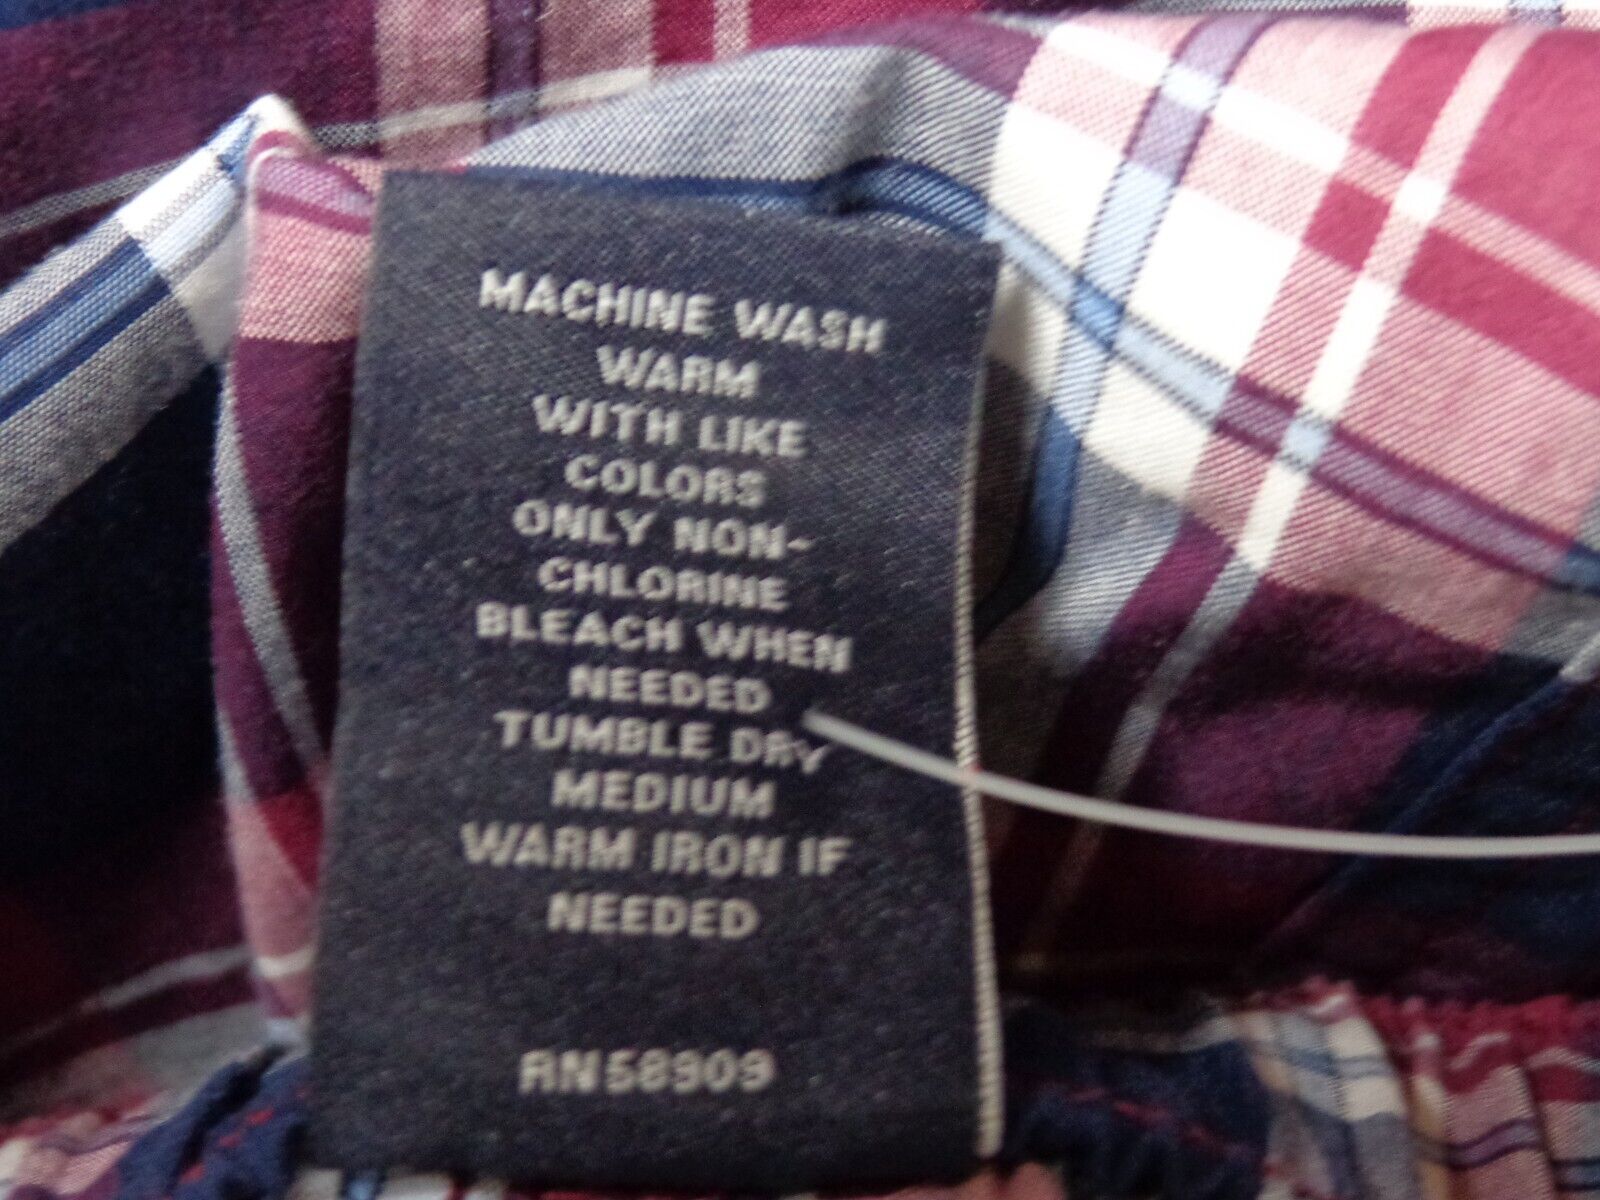 MACHINE WASH
WARM
WITH LIKE
COLORS
ONLY NON-
CHLORINE
BLEACH WHEN
NEEDED
TUMBLE DRY
MEDIUM
WARM IRON IF
NEEDED
RN58909